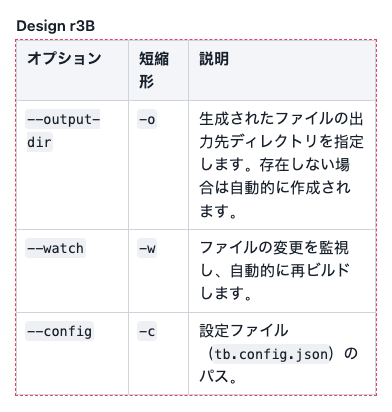 Design r3B
オプション 短縮 説明
形
--output- -o 生成されたファイルの出
dir 力先ディレクトリを指定
します。存在しない場
合は自動的に作成され
ます。
--watch -w ファイルの変更を監視
し、自動的に再ビルド
します。
--config -c 設定ファイル
（tb.config.json）の
パス。